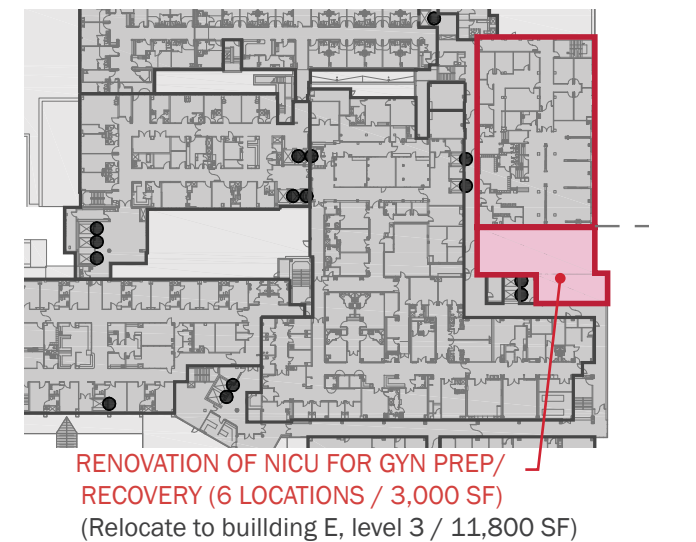 RENOVATION OF NICU FOR GYN PREP/
RECOVERY (6 LOCATIONS / 3,000 SF)
(Relocate to buillding E, level 3 / 11,800 SF)